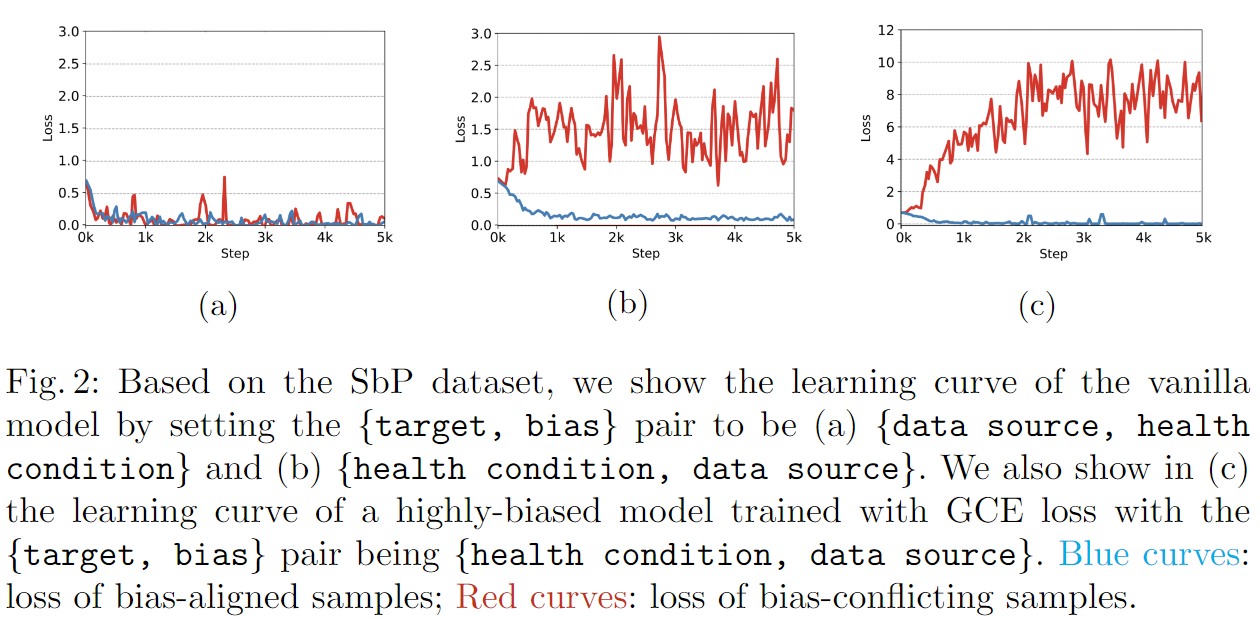 3.0
2.5
2.0
1.5
1.0
0.5
0.0
Loss
0k 1k 2k 3k 4k 5k
Step
(a)
3.0
2.5
2.0
1.5
1.0
0.5
0.0
Loss
0k 1k 2k 3k 4k 5k
Step
(b)
12
10
8
6
4
2
0
Loss
0k 1k 2k 3k 4k 5k
Step
(c)
Fig. 2: Based on the SbP dataset, we show the learning curve of the vanilla
model by setting the {target, bias} pair to be (a) {data source, health
condition} and (b) {health condition, data source}. We also show in (c)
the learning curve of a highly-biased model trained with GCE loss with the
{target, bias} pair being {health condition, data source}. Blue curves:
loss of bias-aligned samples; Red curves: loss of bias-conflicting samples.